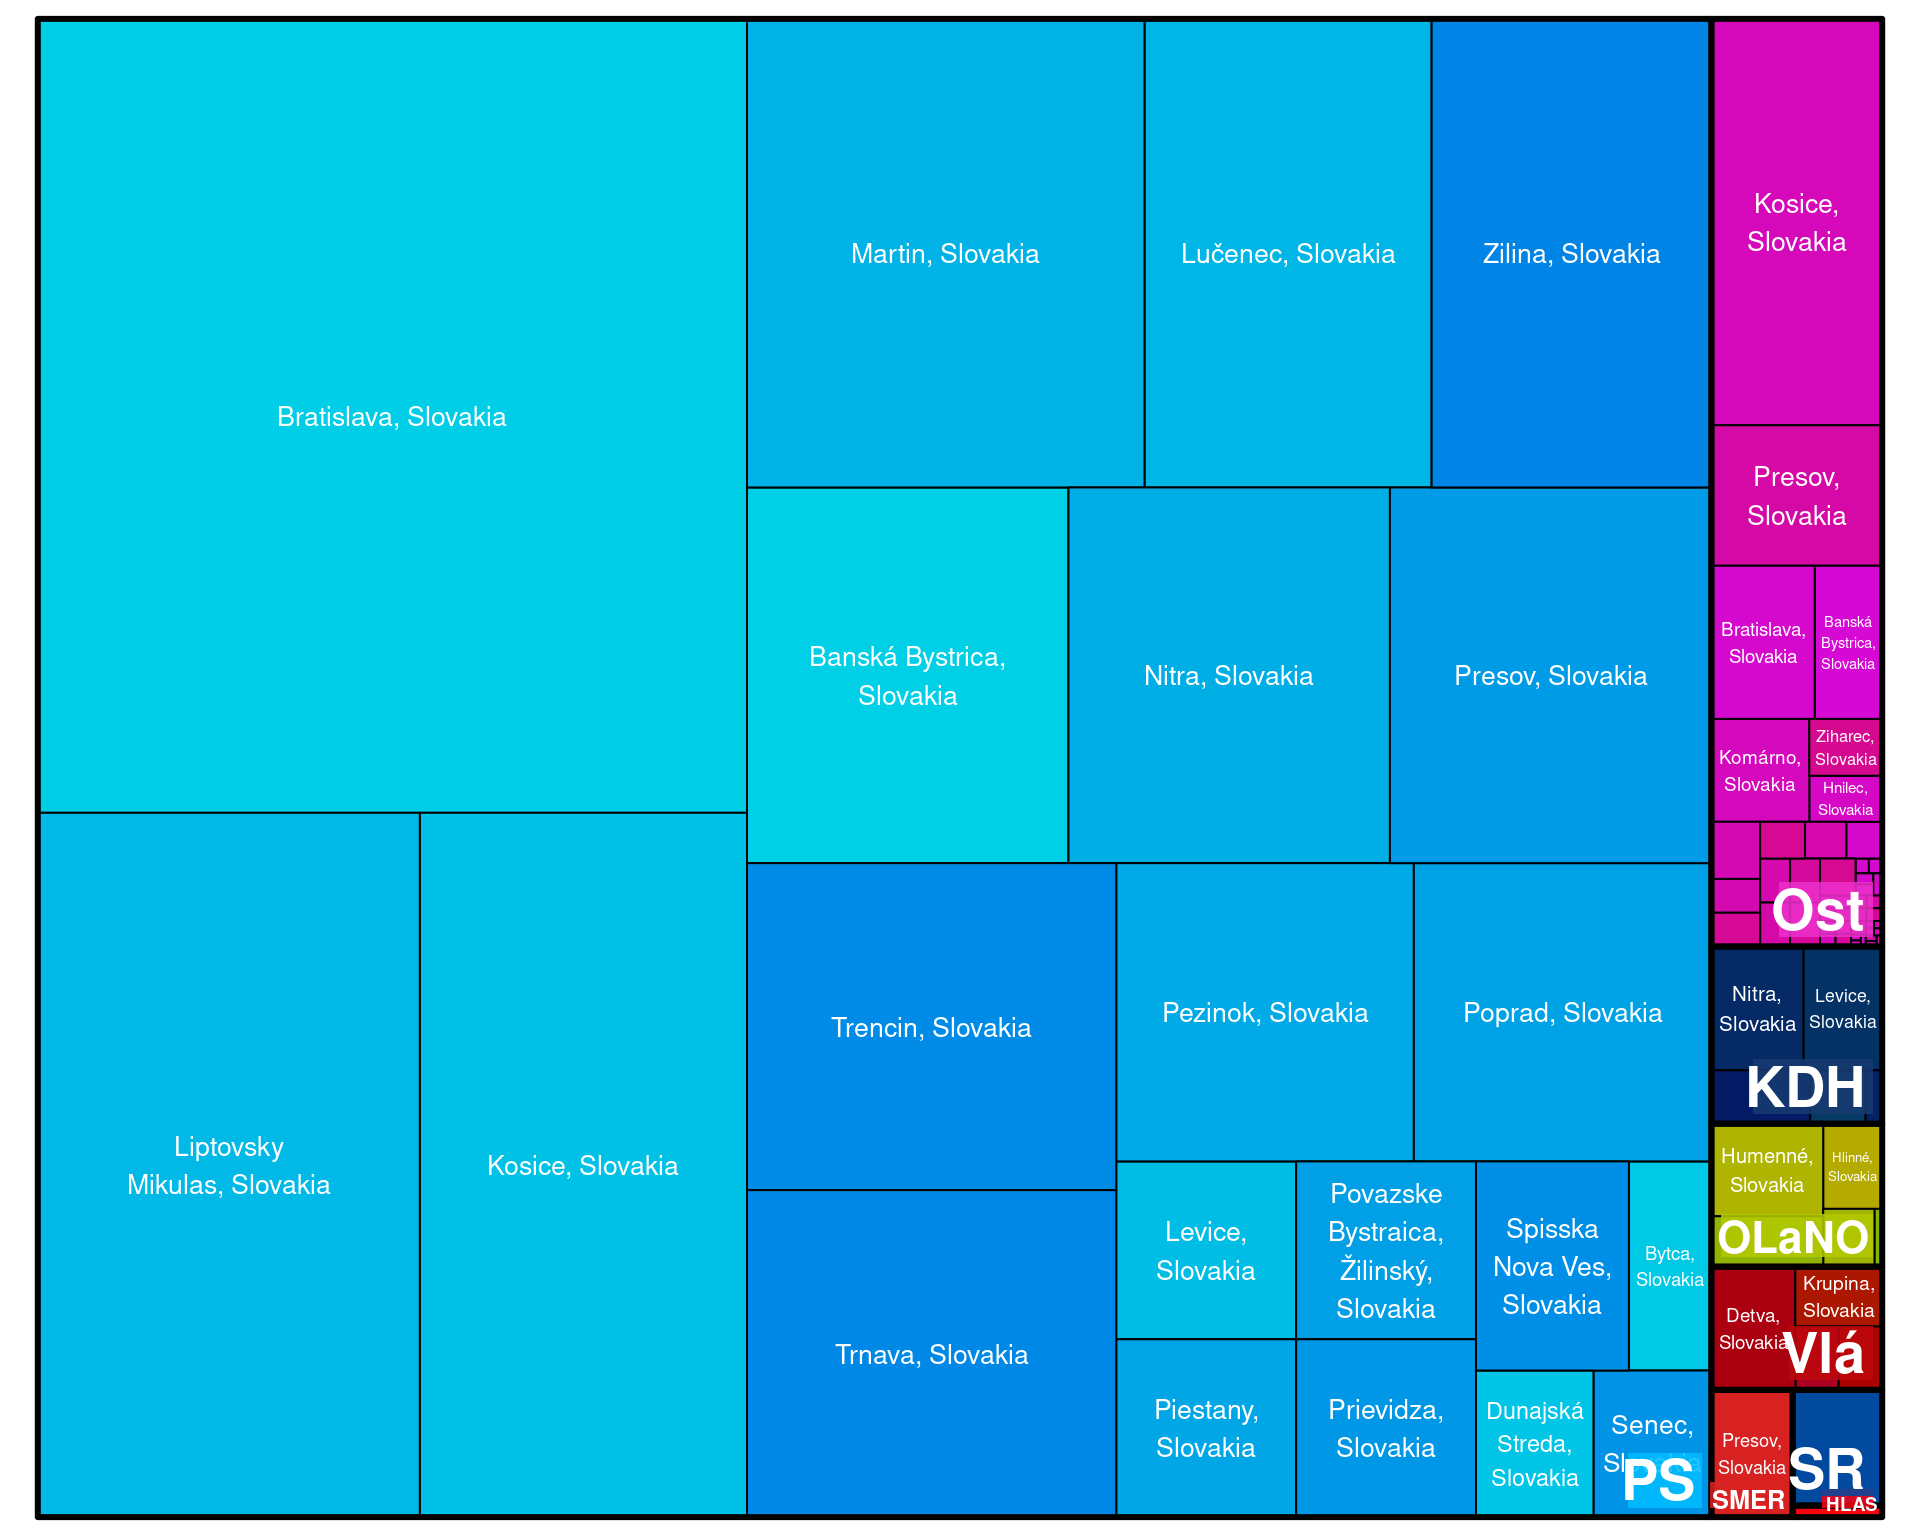 Bratislava, Slovakia
Liptovsky
Mikulas, Slovakia
Kosice, Slovakia
Martin, Slovakia
Lučenec, Slovakia
Zilina, Slovakia
Banská Bystrica,
Slovakia
Nitra, Slovakia
Presov, Slovakia
Trencin, Slovakia
Trnava, Slovakia
Pezinok, Slovakia
Poprad, Slovakia
Levice,
Slovakia
Povazske
Bystraica,
Žilinský,
Slovakia
Spisska
Nova Ves,
Slovakia
Bytca,
Slovakia
Piestany,
Slovakia
Prievidza,
Slovakia
Dunajská
Streda,
Slovakia
Senec,
Slovakia
PS
Kosice,
Slovakia
Presov,
Slovakia
Bratislava,
Slovakia
Banská
Bystrica,
Slovakia
Komárno,
Slovakia
Ziharec,
Slovakia
Hnilec,
Slovakia
Ost
Nitra,
Slovakia
Levice,
Slovakia
KDH
Humenné,
Slovakia
Hlinné,
Slovakia
OLaNO
Detva,
Slovakia
Krupina,
Slovakia
Vlá
Presov,
Slovakia
SMER
SR
HLAS